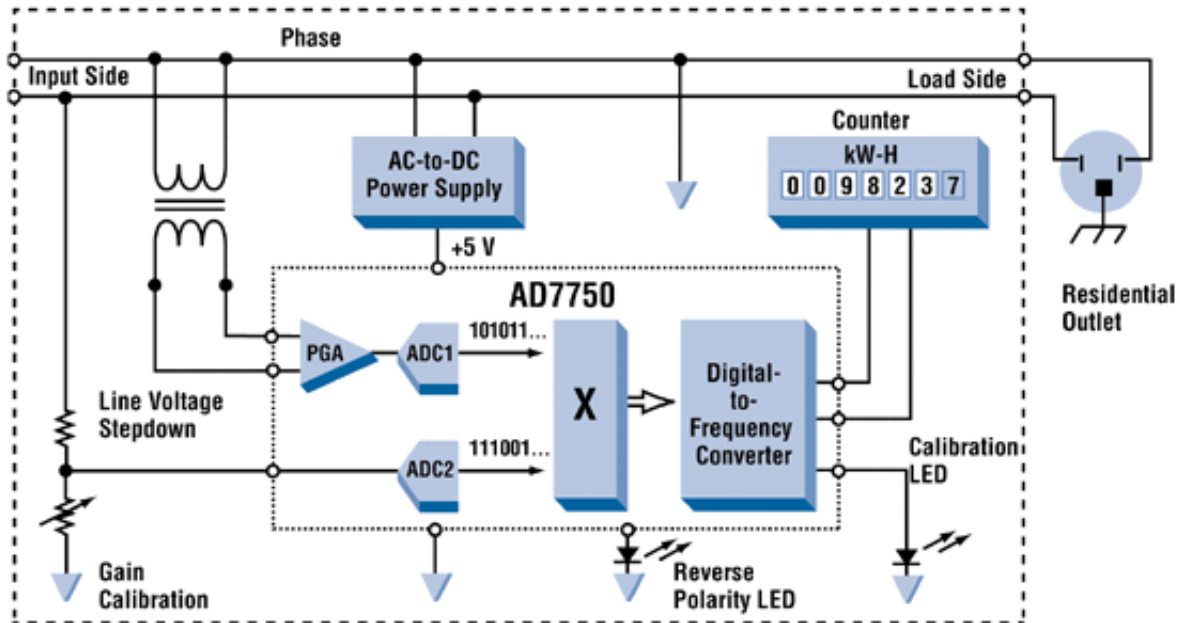 Phase
Input Side
Load Side
Counter
kW-H
0098237
AC-to-DC
Power Supply
+5 V
AD7750
Residential
Outlet
PGA
ADC1
101011...
X
Digital-
to-
Frequency
Converter
Line Voltage
Stepdown
ADC2
111001...
Calibration
LED
Gain
Calibration
Reverse
Polarity LED